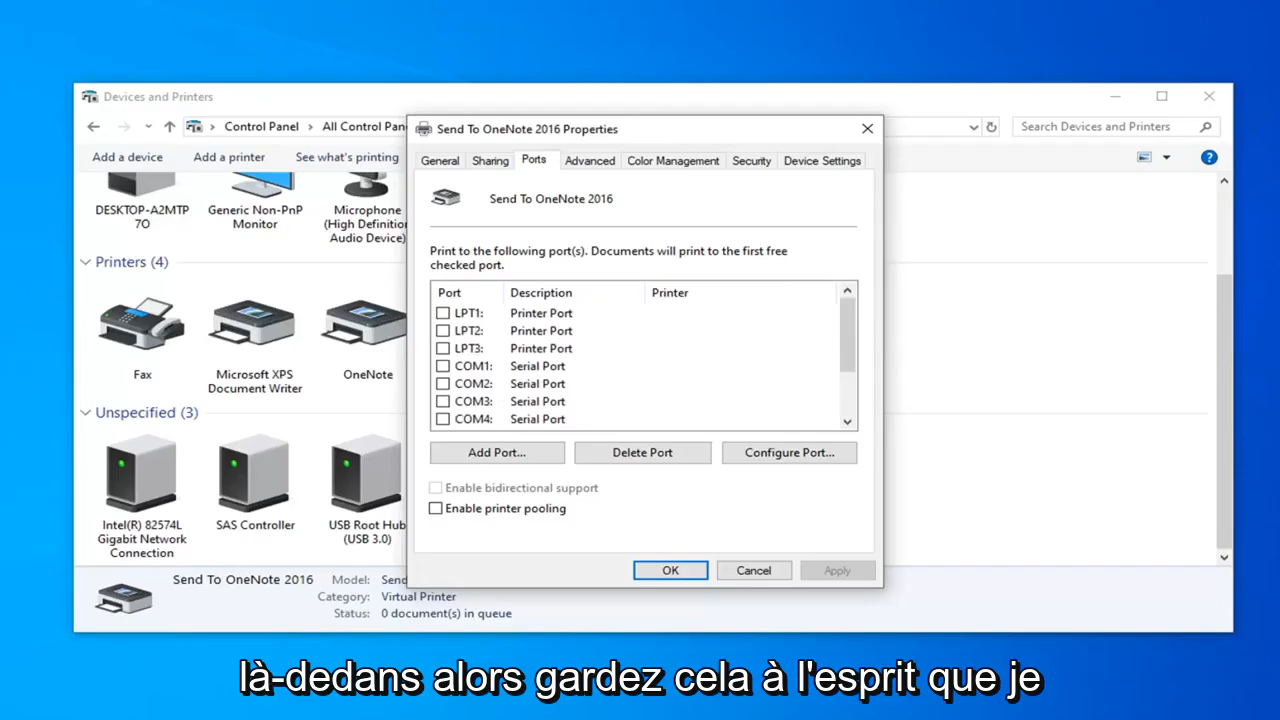 Devices and Printers
Control Panel
All Control Pan
Search Devices and Printers
Add a device
Add a printer
See what's printing
DESKTOP-A2MTP
7O
Generic Non-PnP
Monitor
Microphone
(High Definition
Audio Device)
Printers (4)
Fax
Microsoft XPS
Document Writer
OneNote
Unspecified (3)
Intel(R) 82574L
Gigabit Network
Connection
SAS Controller
USB Root Hub
(USB 3.0)
Send To OneNote 2016
Model: Send
Category: Virtual Printer
Status: 0 document(s) in queue
Send To OneNote 2016 Properties
General Sharing Ports Advanced Color Management Security Device Settings
Send To OneNote 2016
Print to the following port(s). Documents will print to the first free
checked port.
Port Description Printer
LPT1: Printer Port
LPT2: Printer Port
LPT3: Printer Port
COM1: Serial Port
COM2: Serial Port
COM3: Serial Port
COM4: Serial Port
Add Port... Delete Port Configure Port...
Enable bidirectional support
Enable printer pooling
OK Cancel Apply
là-dedans alors gardez cela à l'esprit que je